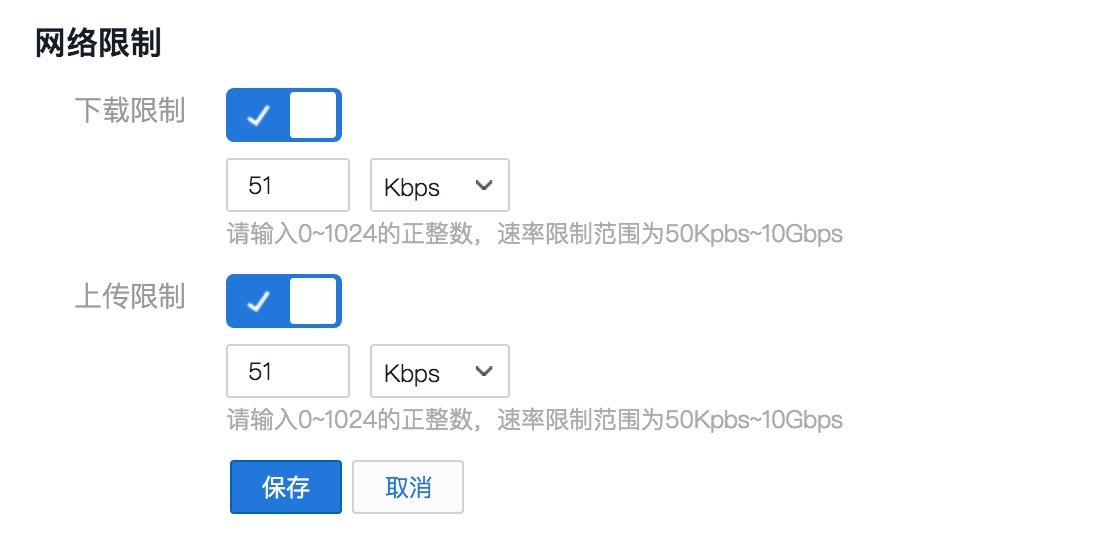 网络限制
下载限制
51 Kbps
请输入0~1024的正整数，速率限制范围为50Kpbs~10Gbps
上传限制
51 Kbps
请输入0~1024的正整数，速率限制范围为50Kpbs~10Gbps
保存 取消